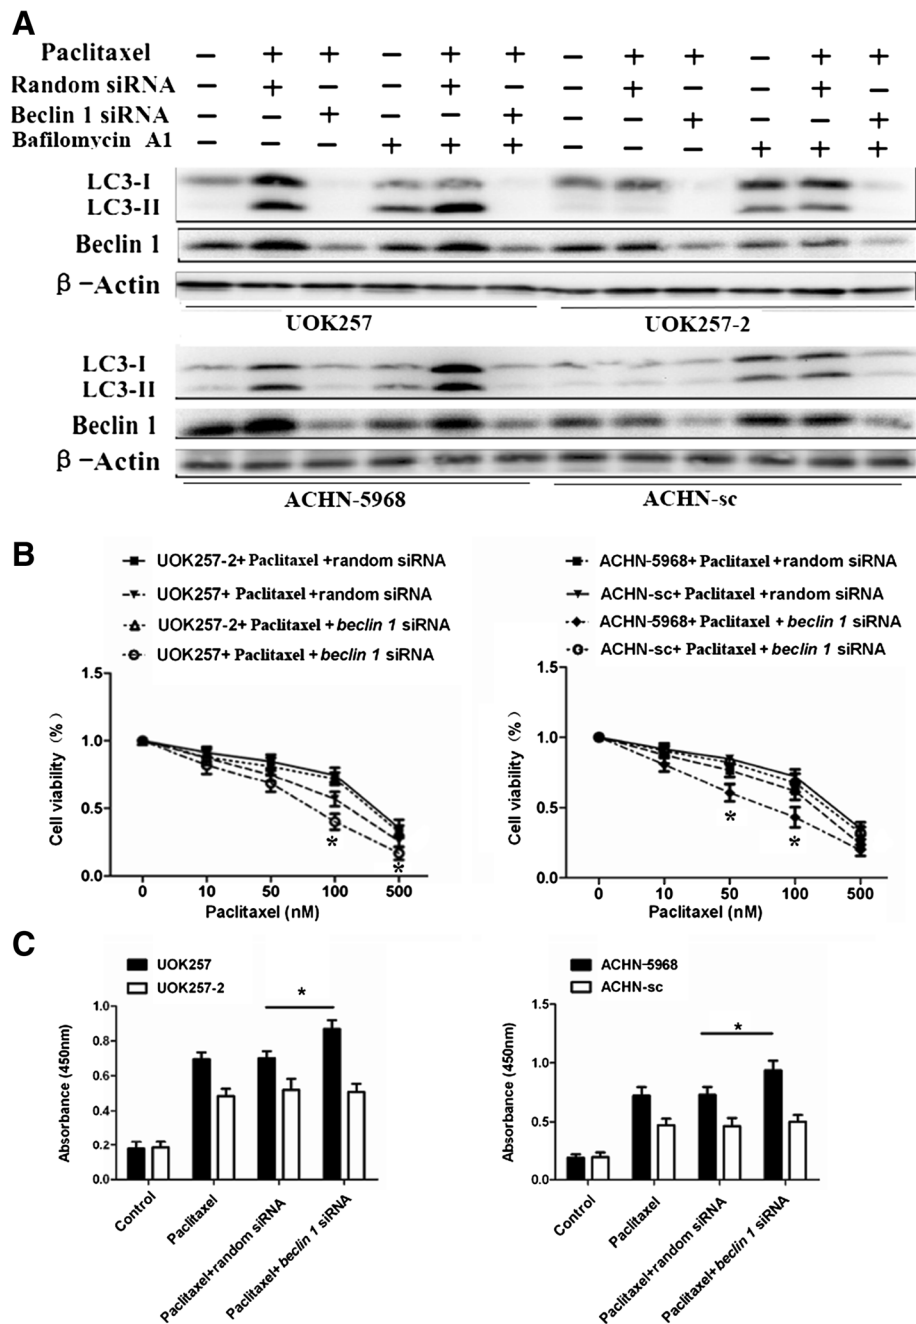 A
Paclitaxel − + + − + + − + + − + +
Random siRNA − + − − + − − + − − + −
Beclin 1 siRNA − − + − − + − − + − − +
Bafilomycin A1 − − − + + + − − − + + +
LC3-I
LC3-II
Beclin 1
β-Actin
UOK257 UOK257-2
LC3-I
LC3-II
Beclin 1
β-Actin
ACHN-5968 ACHN-sc
B
UOK257-2+ Paclitaxel +random siRNA
UOK257+ Paclitaxel +random siRNA
UOK257-2+ Paclitaxel + beclin 1 siRNA
UOK257+ Paclitaxel + beclin 1 siRNA
1.5
1.0
0.5
0.0
Cell viability (%)
* *
0 10 50 100 500
Paclitaxel (nM)
ACHN-5968+ Paclitaxel +random siRNA
ACHN-sc+ Paclitaxel +random siRNA
ACHN-5968+ Paclitaxel + beclin 1 siRNA
ACHN-sc+ Paclitaxel + beclin 1 siRNA
1.5
1.0
0.5
0.0
Cell viability (%)
* *
0 10 50 100 500
Paclitaxel (nM)
C
UOK257
UOK257-2
1.0
0.8
0.6
0.4
0.2
0.0
Absorbance (450nm)
*
Control
Paclitaxel
Paclitaxel+random siRNA
Paclitaxel+beclin 1 siRNA
ACHN-5968
ACHN-sc
1.5
1.0
0.5
0.0
Absorbance (450nm)
*
Control
Paclitaxel
Paclitaxel+random siRNA
Paclitaxel+beclin 1 siRNA